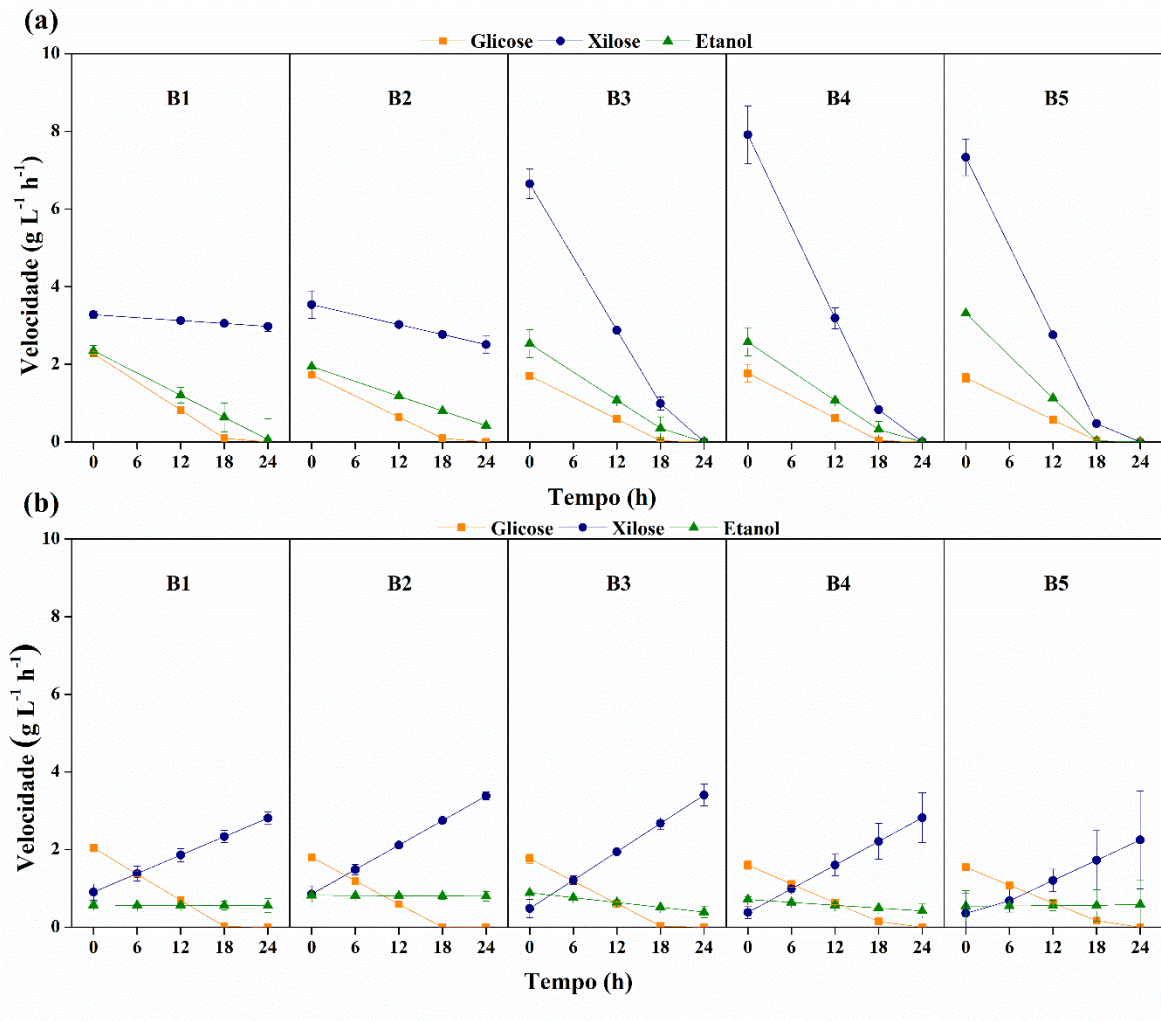 (a)
Glicose Xilose Etanol
10
B1 B2 B3 B4 B5
8
6
4
2
0
Velocidade (g L⁻¹ h⁻¹)
0 6 12 18 24 0 6 12 18 24 0 6 12 18 24 0 6 12 18 24 0 6 12 18 24
Tempo (h)
(b)
Glicose Xilose Etanol
10
B1 B2 B3 B4 B5
8
6
4
2
0
Velocidade (g L⁻¹ h⁻¹)
0 6 12 18 24 0 6 12 18 24 0 6 12 18 24 0 6 12 18 24 0 6 12 18 24
Tempo (h)